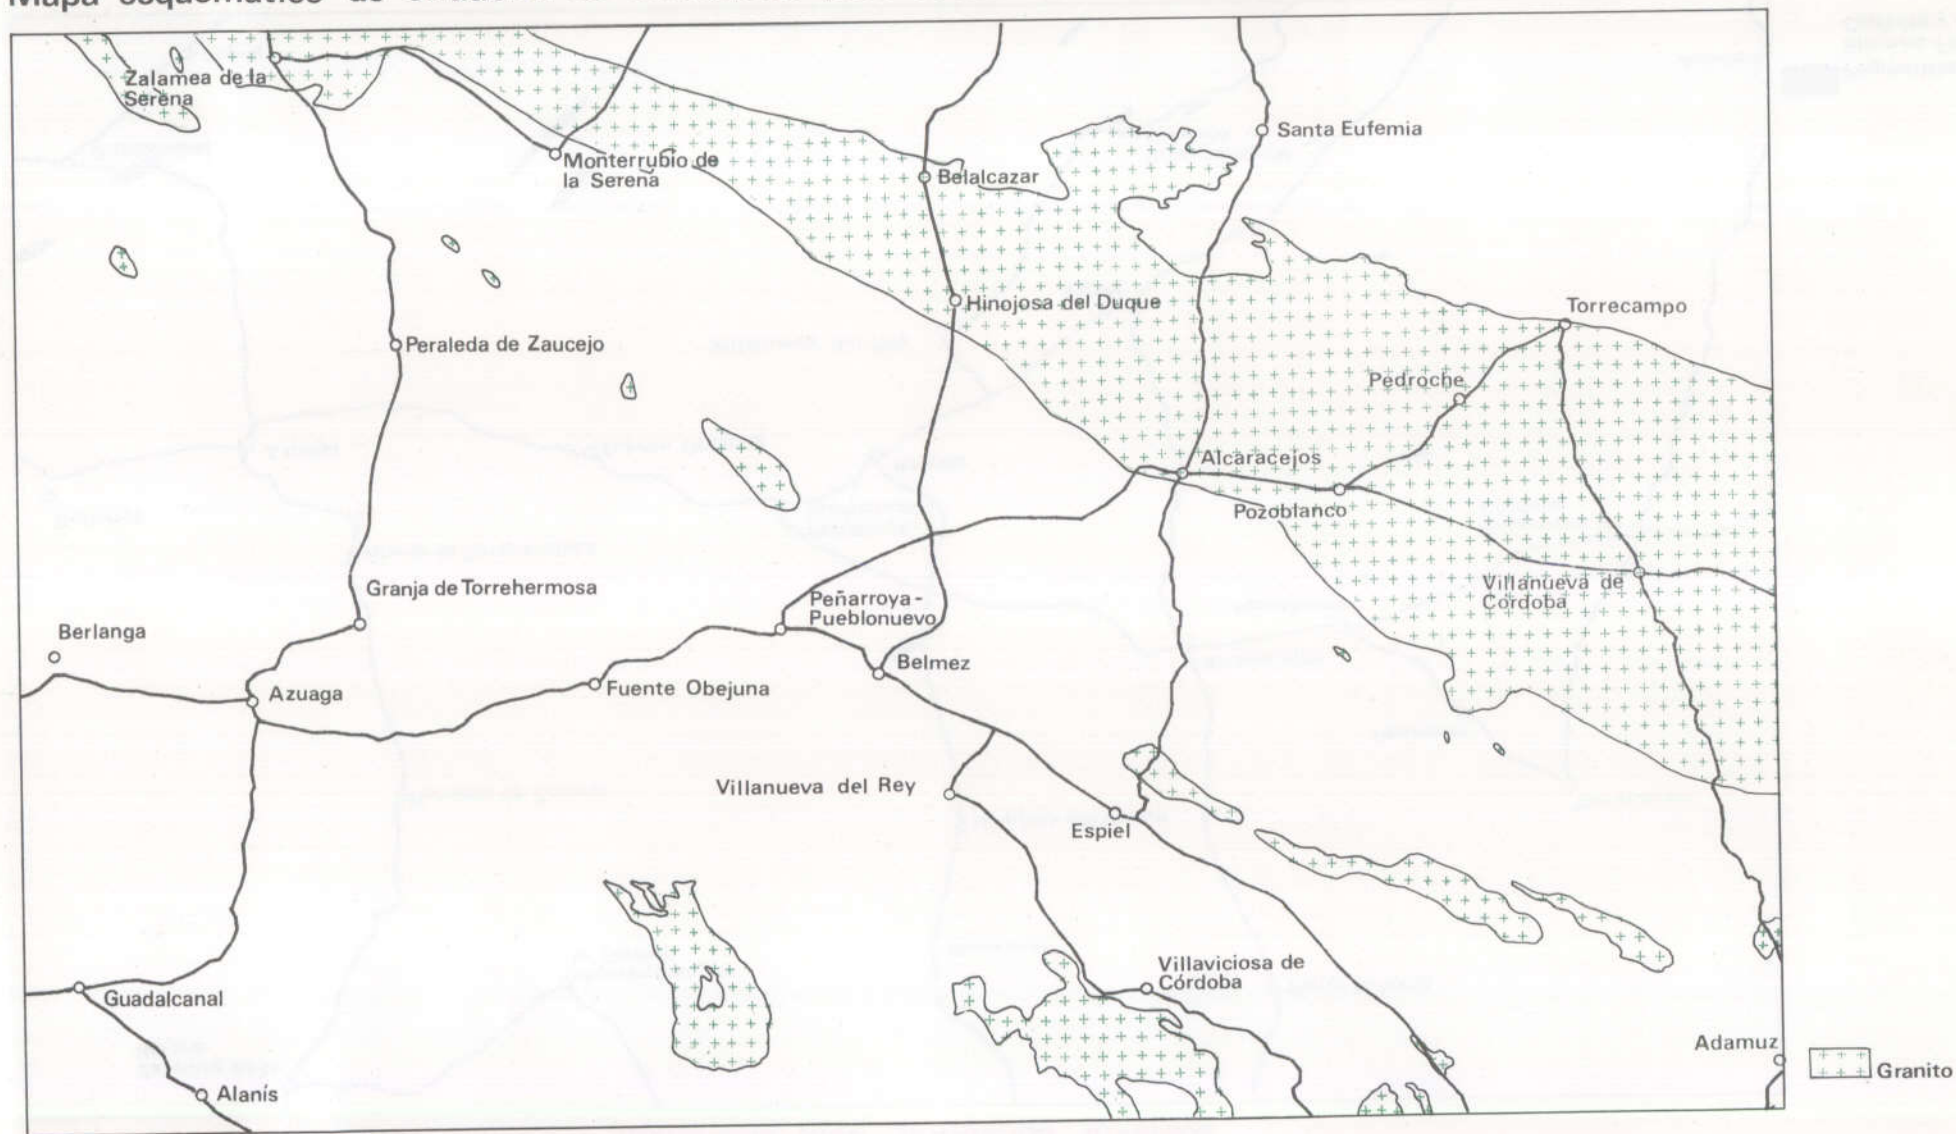 Mapa esquemático de
Zalamea de la
Serena
Monterrubio de
la Serena
Belalcazar
Santa Eufemia
Hinojosa del Duque
Torrecampo
Peraleda de Zaucejo
Pedroche
Alcaracejos
Pozoblanco
Granja de Torrehermosa
Peñarroya-
Pueblonuevo
Villanueva de
Córdoba
Berlanga
Belmez
Azuaga
Fuente Obejuna
Villanueva del Rey
Espiel
Villaviciosa de
Córdoba
Guadalcanal
Adamuz
Granito
Alanís